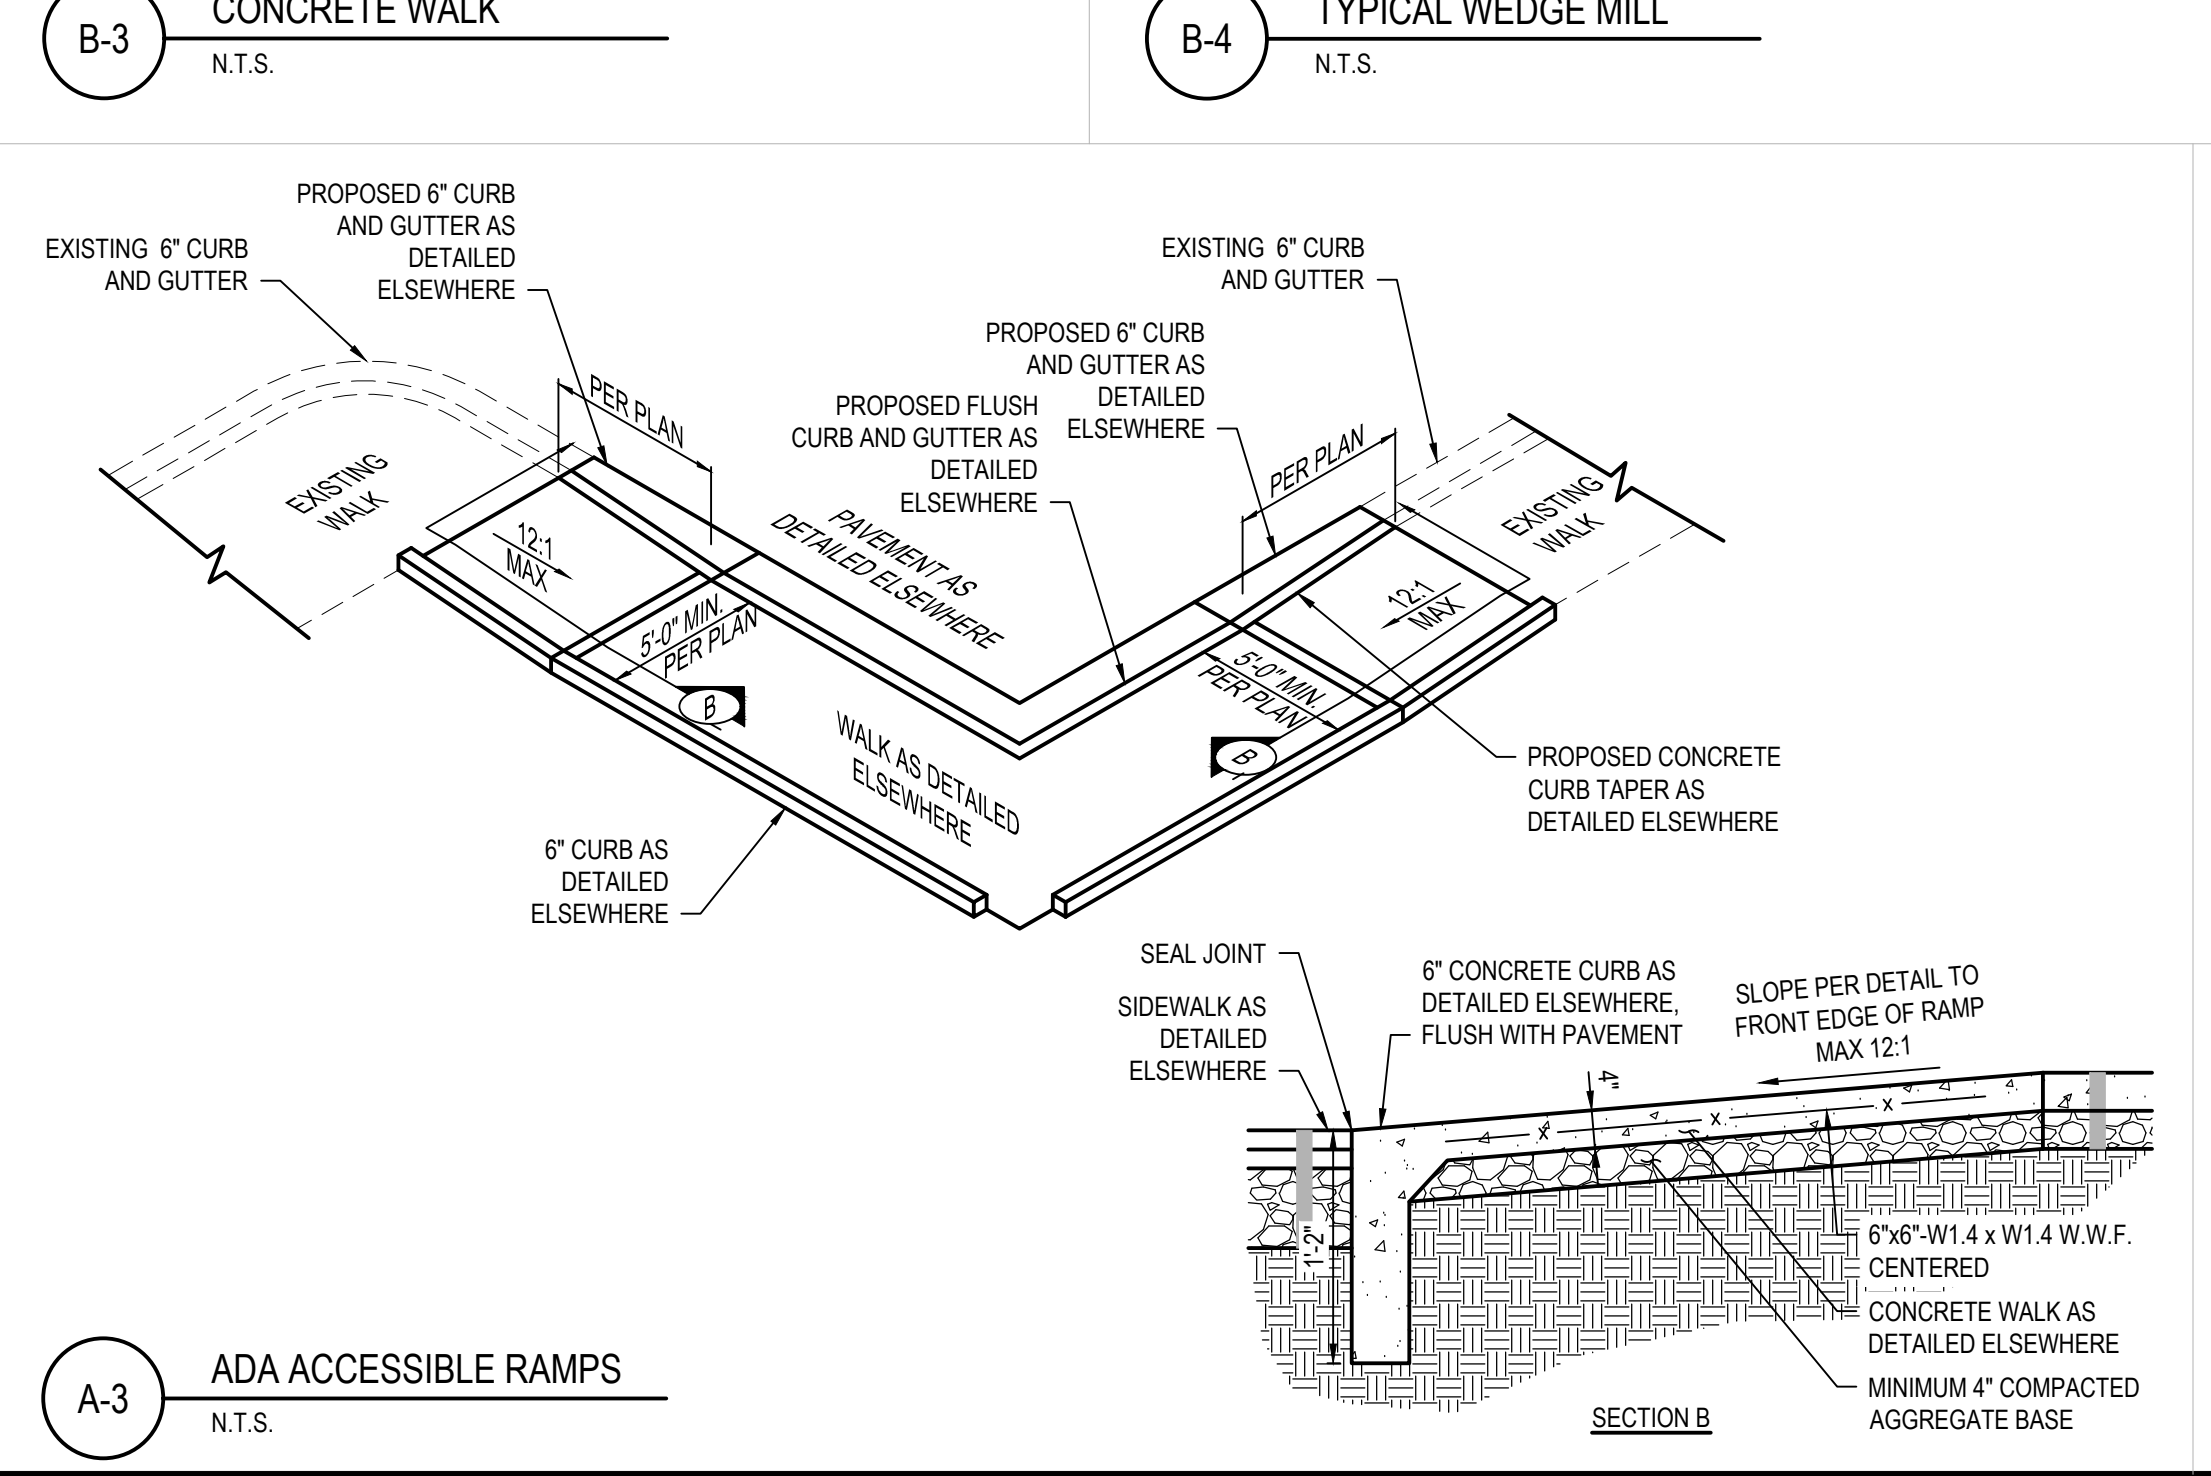 CONCRETE WALK
B-3
N.T.S.
TYPICAL WEDGE MILL
B-4
N.T.S.
EXISTING 6" CURB
AND GUTTER
PROPOSED 6" CURB
AND GUTTER AS
DETAILED
ELSEWHERE
EXISTING 6" CURB
AND GUTTER
PROPOSED 6" CURB
AND GUTTER AS
DETAILED
ELSEWHERE
PROPOSED FLUSH
CURB AND GUTTER AS
DETAILED
ELSEWHERE
PER PLAN
PER PLAN
EXISTING
WALK
EXISTING
WALK
12:1
MAX
12:1
MAX
PAVEMENT AS
DETAILED ELSEWHERE
5'-0" MIN.
PER PLAN
5'-0" MIN.
PER PLAN
B
B
WALK AS DETAILED
ELSEWHERE
PROPOSED CONCRETE
CURB TAPER AS
DETAILED ELSEWHERE
6" CURB AS
DETAILED
ELSEWHERE
SEAL JOINT
SIDEWALK AS
DETAILED
ELSEWHERE
6" CONCRETE CURB AS
DETAILED ELSEWHERE,
FLUSH WITH PAVEMENT
SLOPE PER DETAIL TO
FRONT EDGE OF RAMP
MAX 12:1
4"
X
X
X
1'-2"
6"x6"-W1.4 x W1.4 W.W.F.
CENTERED
CONCRETE WALK AS
DETAILED ELSEWHERE
MINIMUM 4" COMPACTED
AGGREGATE BASE
SECTION B
A-3
ADA ACCESSIBLE RAMPS
N.T.S.